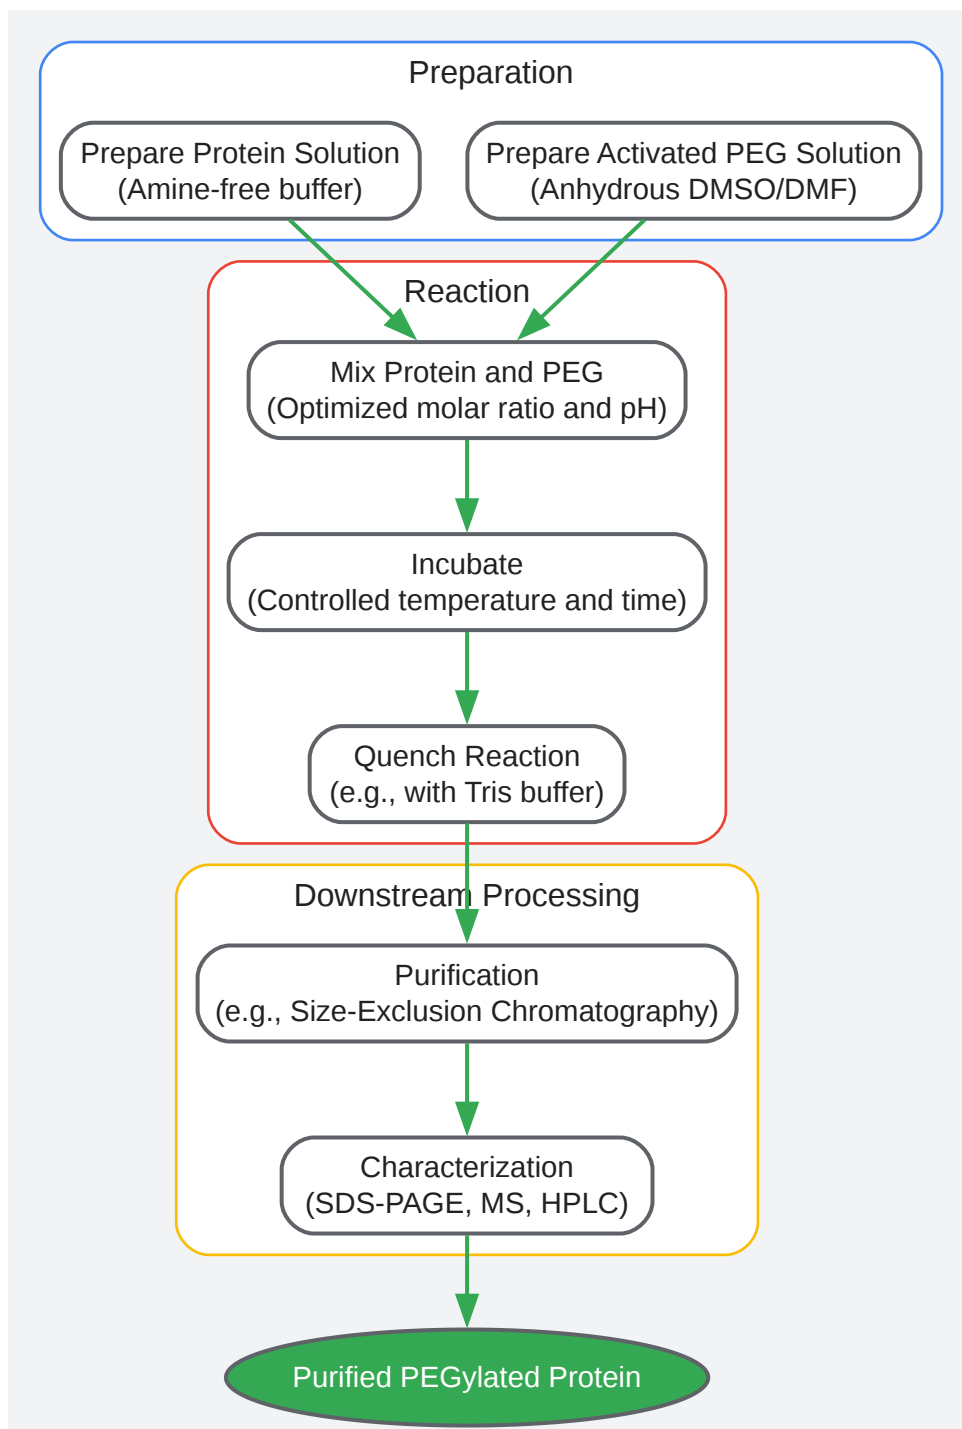 Preparation
Prepare Protein Solution
(Amine-free buffer)
Prepare Activated PEG Solution
(Anhydrous DMSO/DMF)
Reaction
Mix Protein and PEG
(Optimized molar ratio and pH)
Incubate
(Controlled temperature and time)
Quench Reaction
(e.g., with Tris buffer)
Downstream Processing
Purification
(e.g., Size-Exclusion Chromatography)
Characterization
(SDS-PAGE, MS, HPLC)
Purified PEGylated Protein